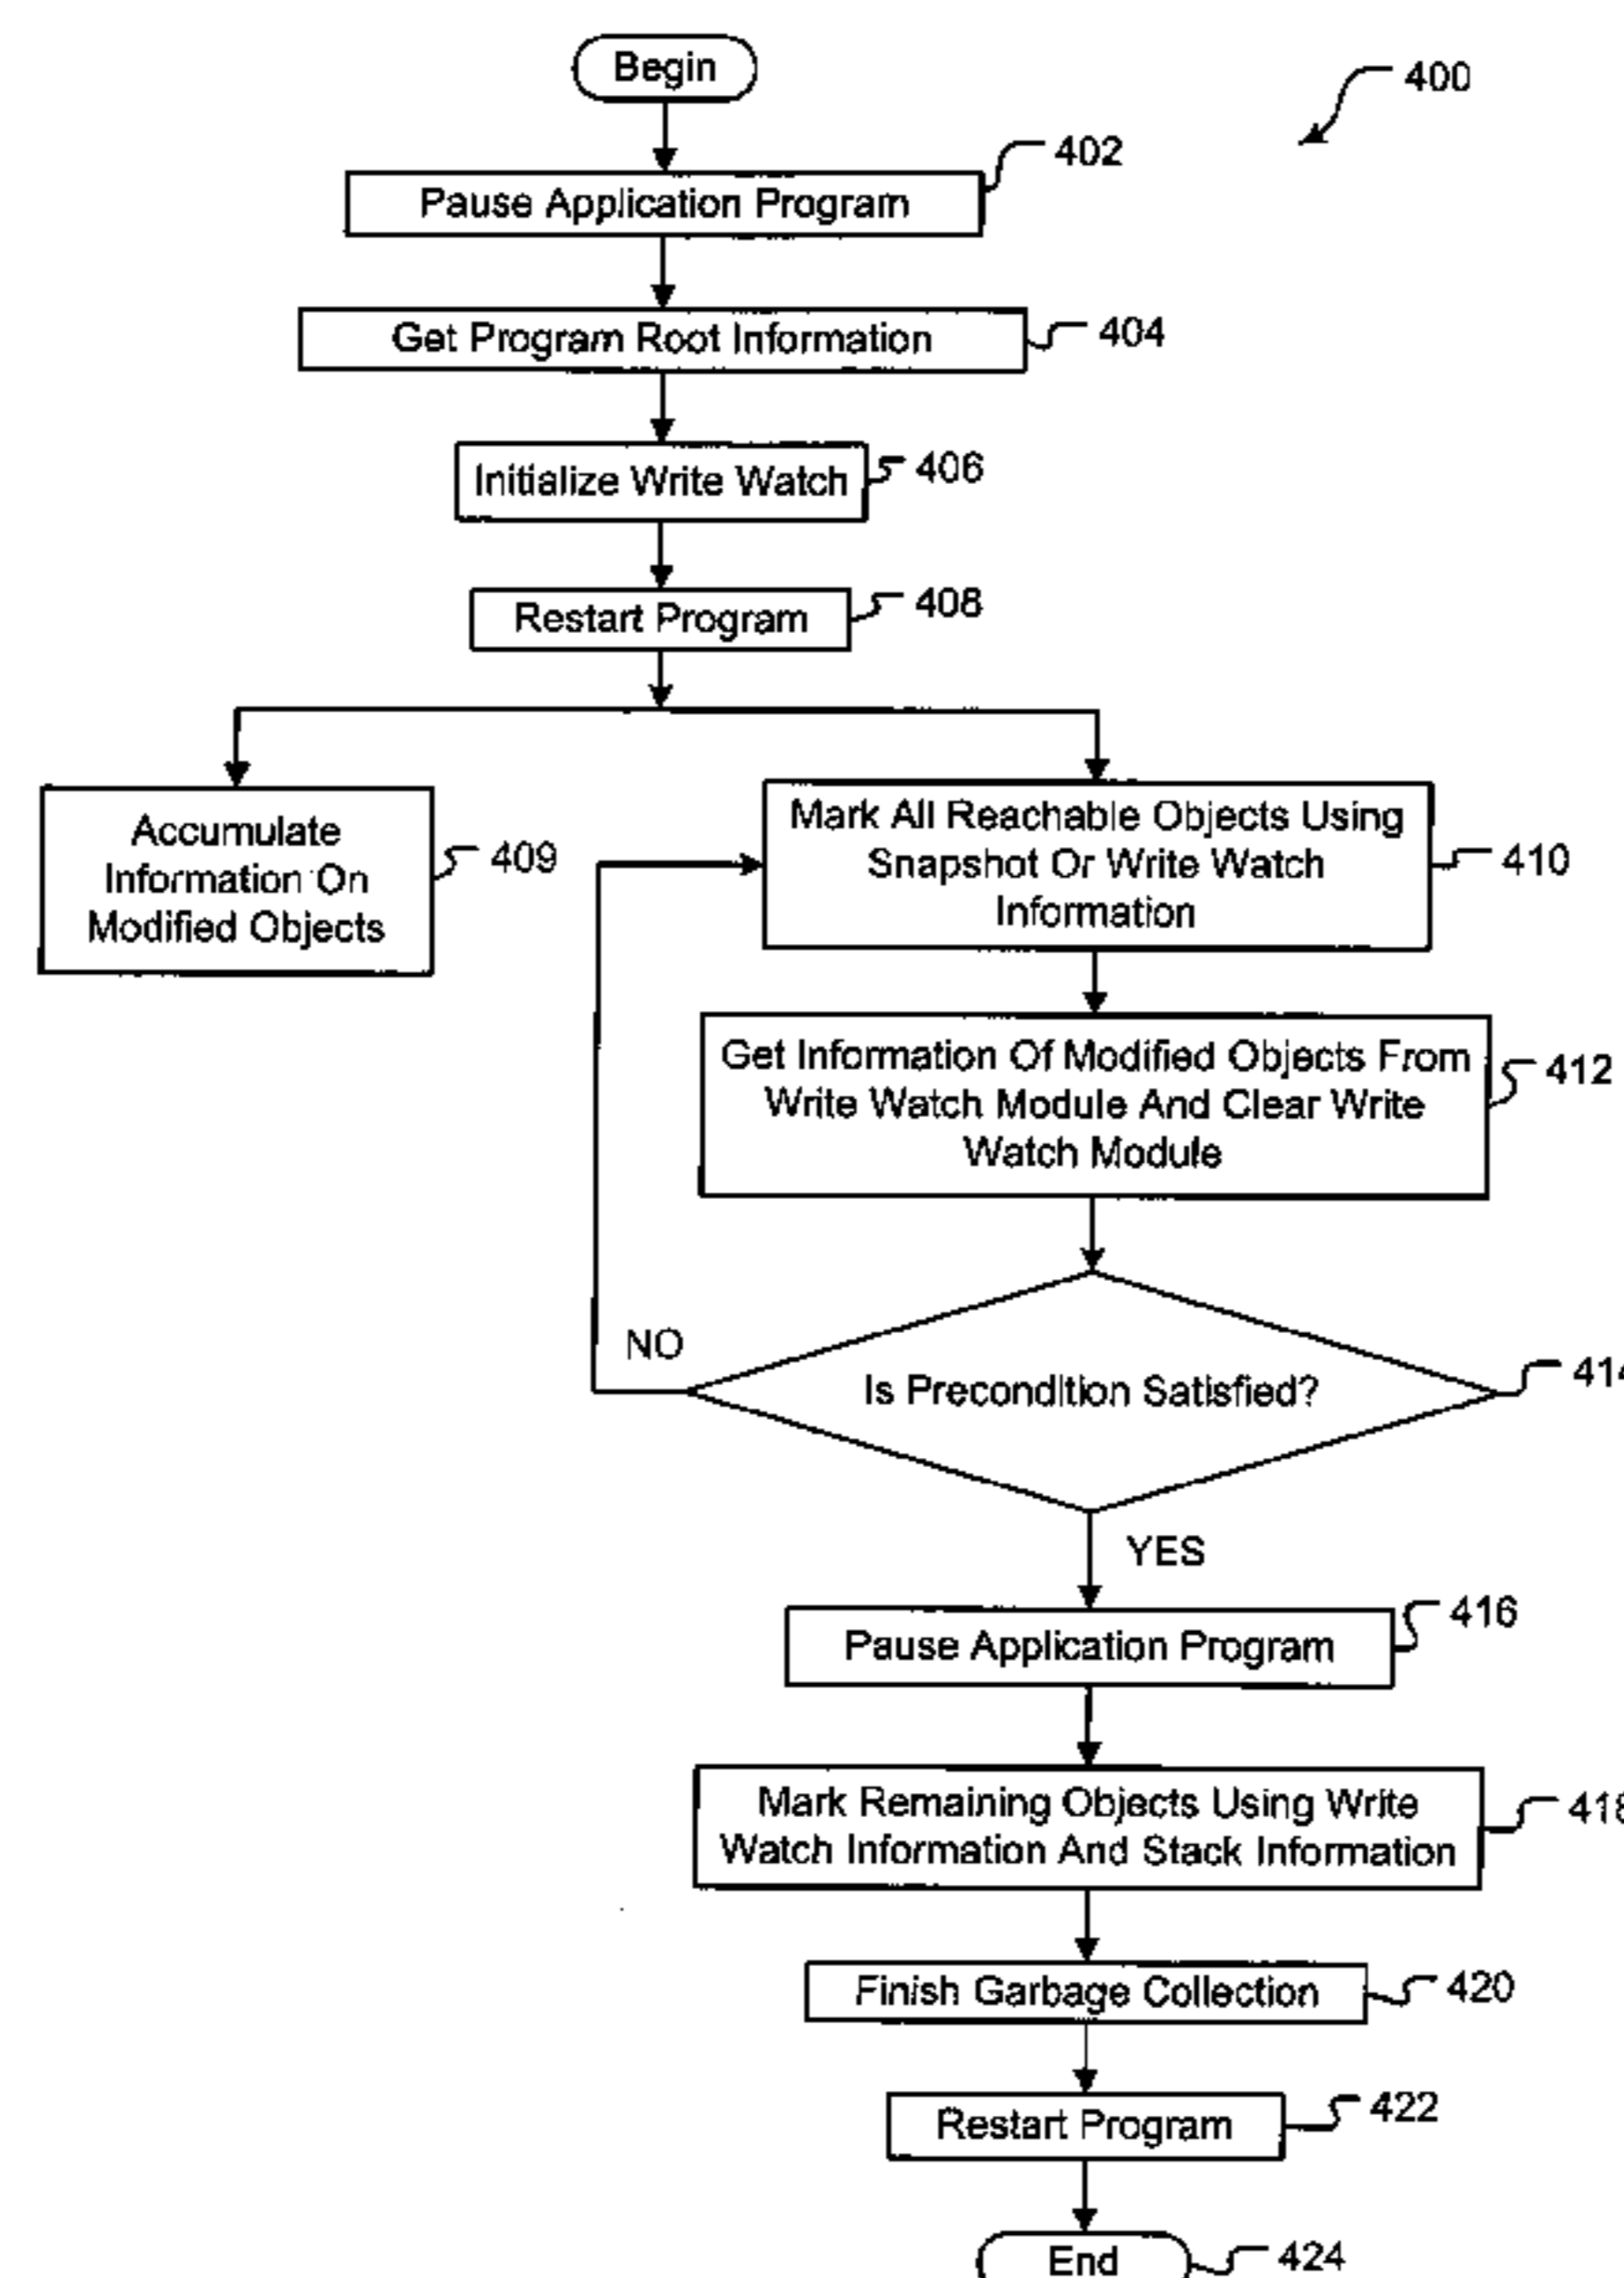 Begin
400
402
Pause Application Program
Get Program Root Information
404
Initialize Write Watch
406
Restart Program
408
Accumulate
Information On
Modified Objects
409
Mark All Reachable Objects Using
Snapshot Or Write Watch
Information
410
Get Information Of Modified Objects From
Write Watch Module And Clear Write
Watch Module
412
NO
Is Precondition Satisfied?
414
YES
416
Pause Application Program
Mark Remaining Objects Using Write
Watch Information And Stack Information
418
Finish Garbage Collection
420
Restart Program
422
End
424